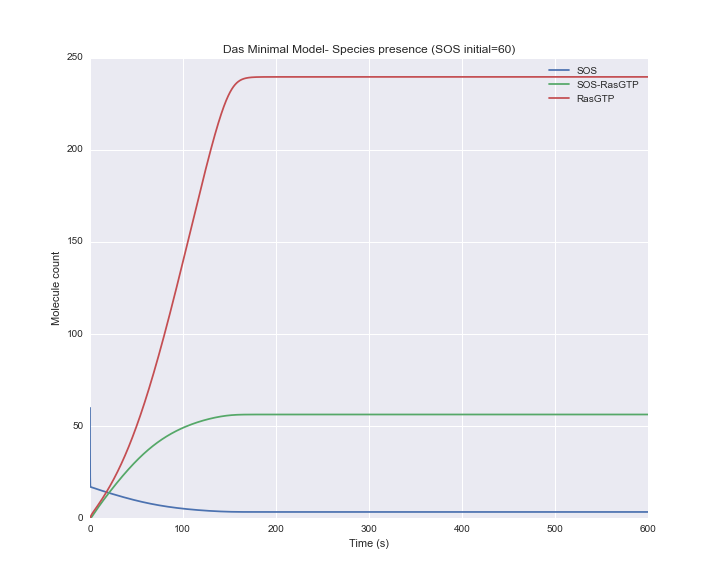 Das Minimal Model- Species presence (SOS initial=60)
250
200
150
100
50
0
Molecule count
SOS
SOS-RasGTP
RasGTP
0 100 200 300 400 500 600
Time (s)